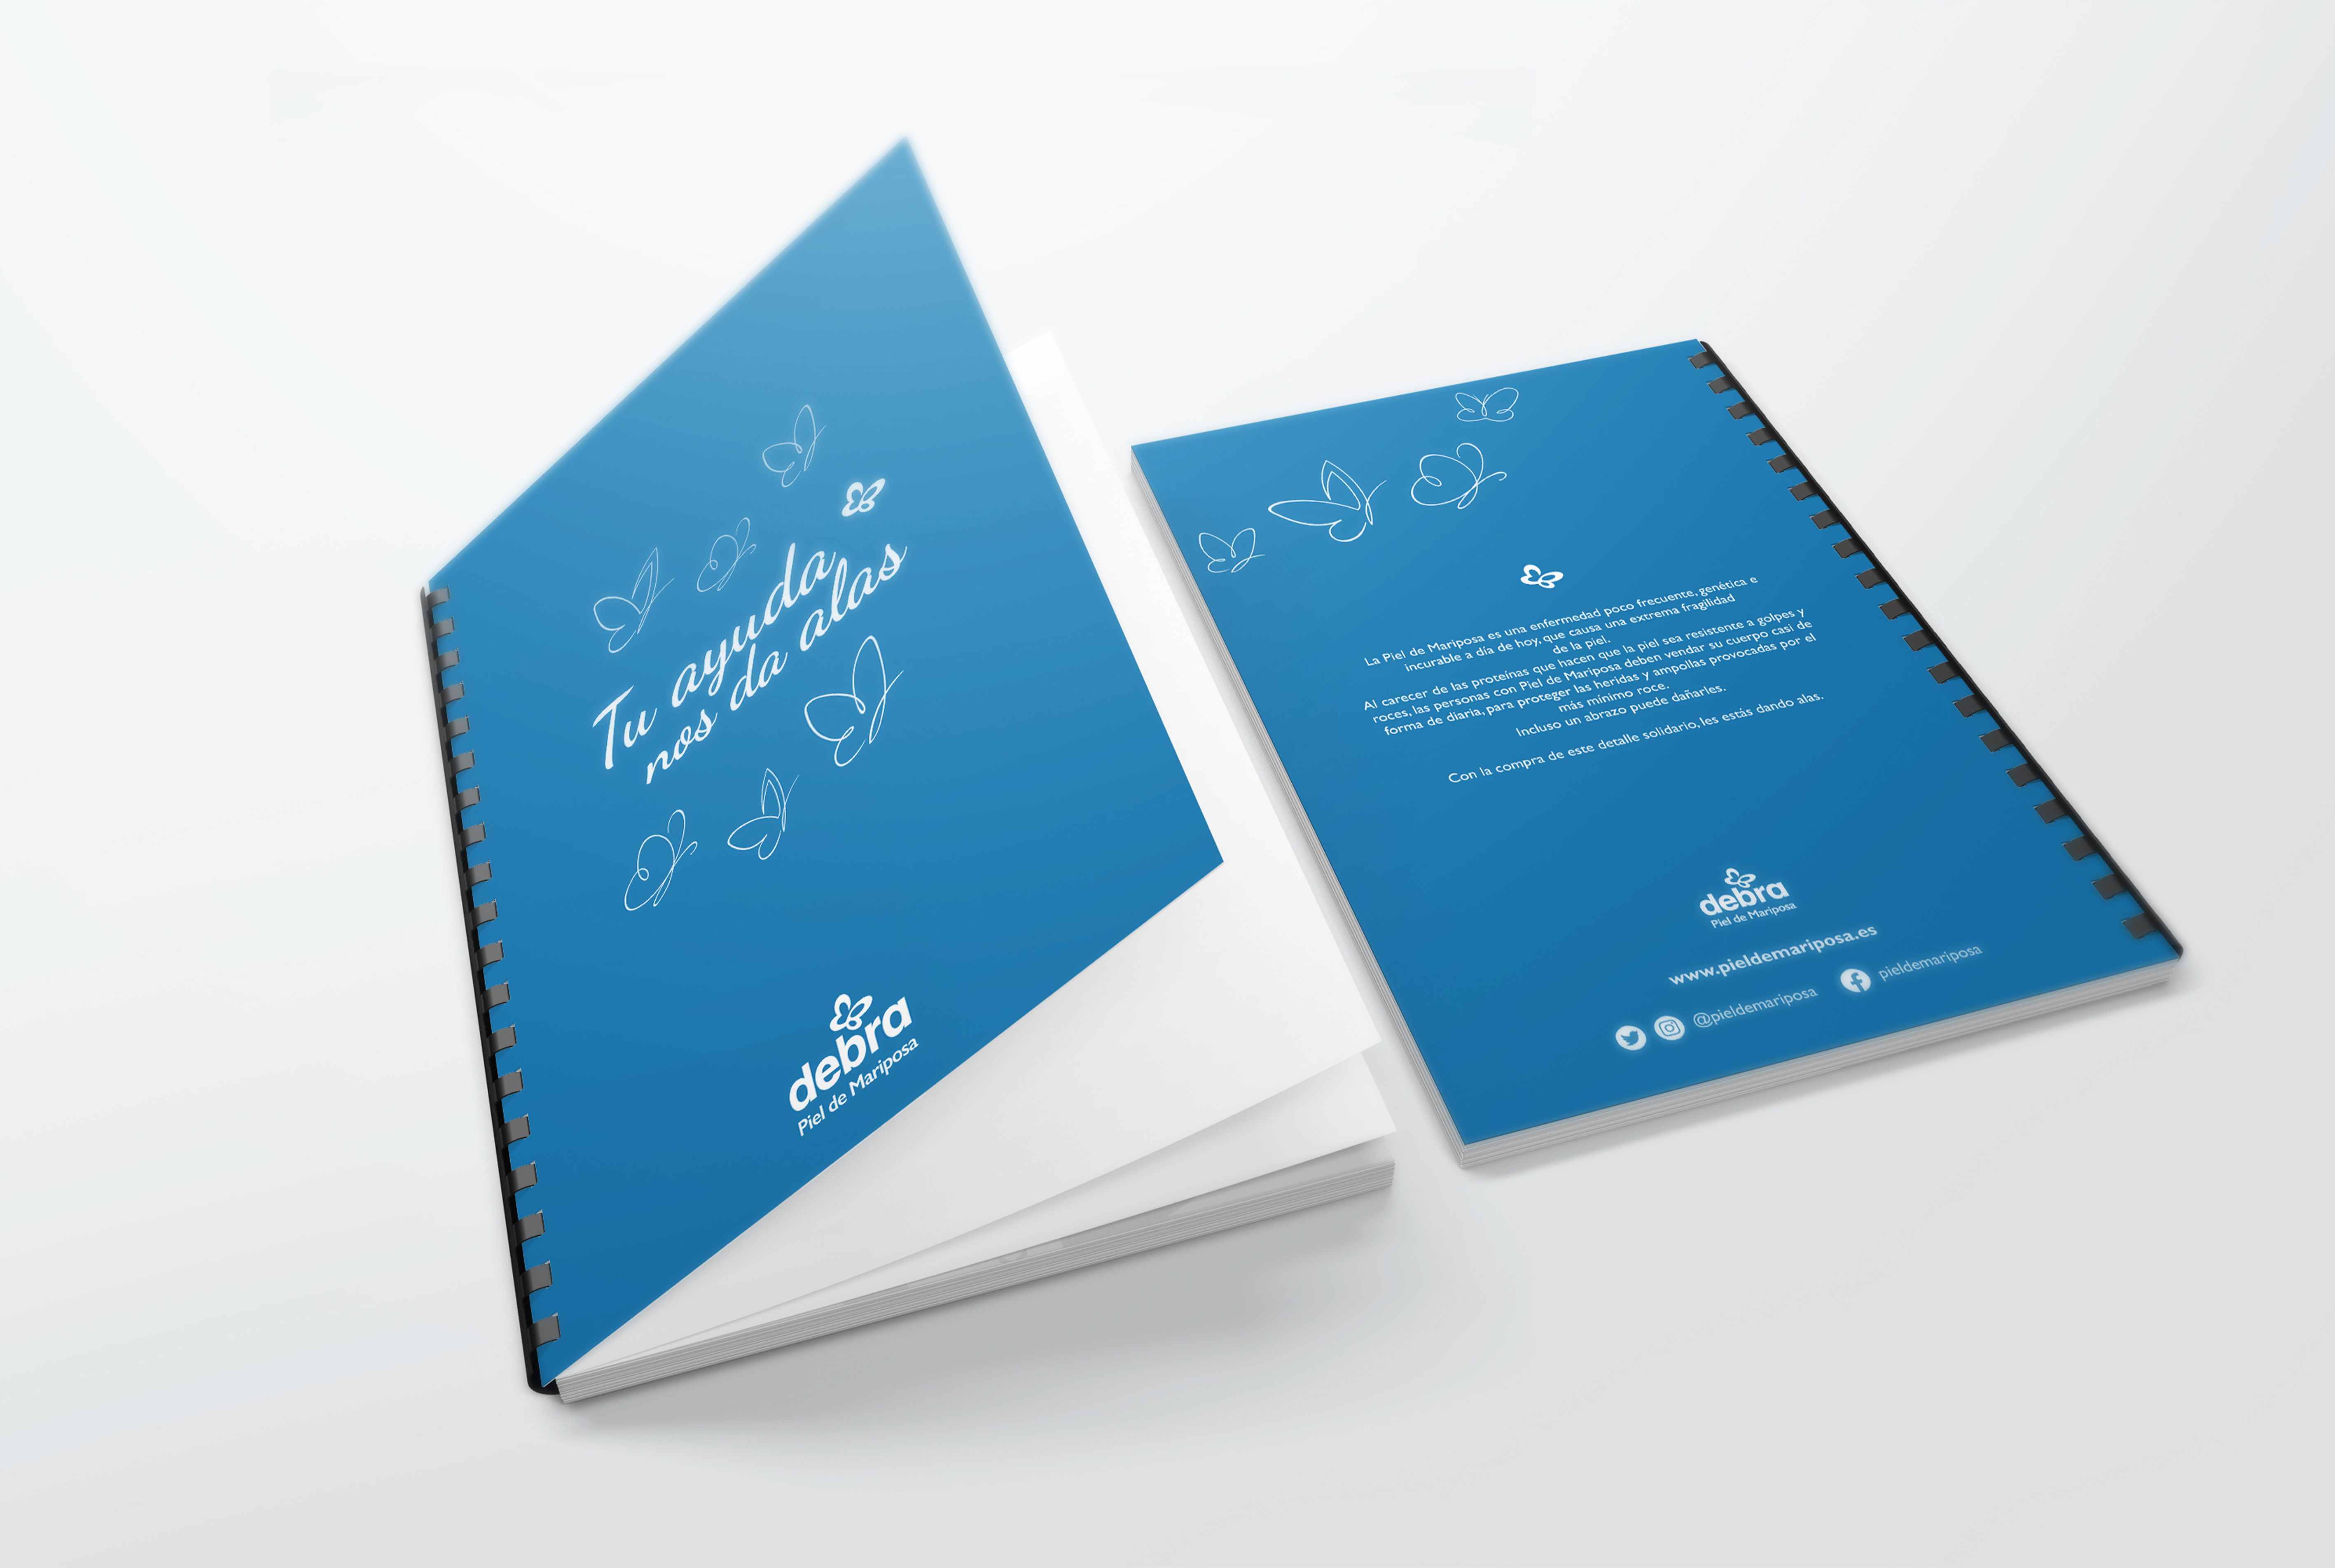 Tu ayuda
nos da alas
debra
Piel de Mariposa
La Piel de Mariposa es una enfermedad poco frecuente, genética e
incurable a día de hoy, que causa una extrema fragilidad
de la piel.
Al carecer de las proteínas que hacen que la piel sea resistente a golpes y
roces, las personas con Piel de Mariposa deben vendar su cuerpo casi de
forma de diaria, para proteger las heridas y ampollas provocadas por el
más mínimo roce.
Incluso un abrazo puede dañarles.
Con la compra de este detalle solidario, les estás dando alas.
debra
Piel de Mariposa
www.pieldemariposa.es
@pieldemariposa
pieldemariposa